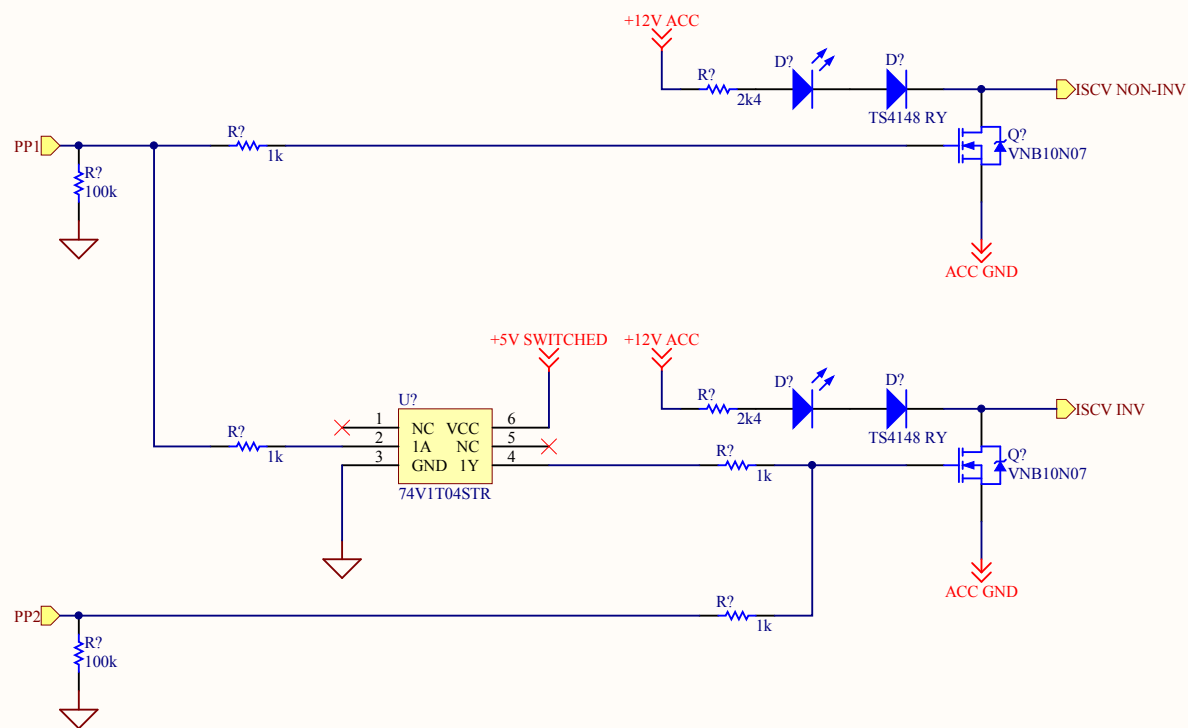 +12V ACC
R?
2k4
D?
D?
TS4148 RY
ISCV NON-INV
PP1
R?
1k
R?
100k
Q?
VNB10N07
ACC GND
+5V SWITCHED
+12V ACC
R?
2k4
D?
D?
TS4148 RY
ISCV INV
U?
1 NC VCC 6
2 1A NC 5
3 GND 1Y 4
74V1T04STR
R?
1k
R?
1k
Q?
VNB10N07
ACC GND
PP2
R?
1k
R?
100k